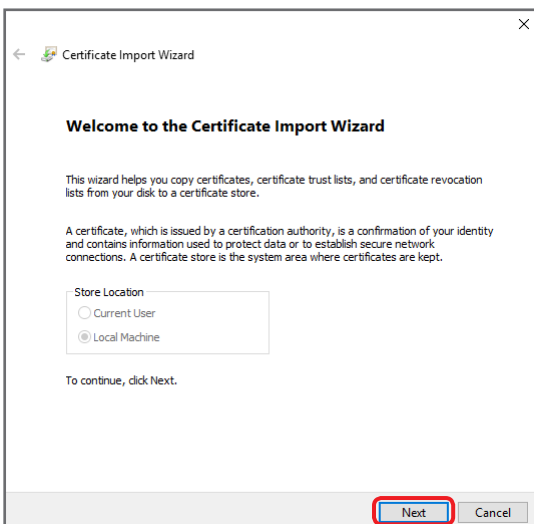 Certificate Import Wizard
Welcome to the Certificate Import Wizard
This wizard helps you copy certificates, certificate trust lists, and certificate revocation
lists from your disk to a certificate store.
A certificate, which is issued by a certification authority, is a confirmation of your identity
and contains information used to protect data or to establish secure network
connections. A certificate store is the system area where certificates are kept.
Store Location
Current User
Local Machine
To continue, click Next.
Next
Cancel